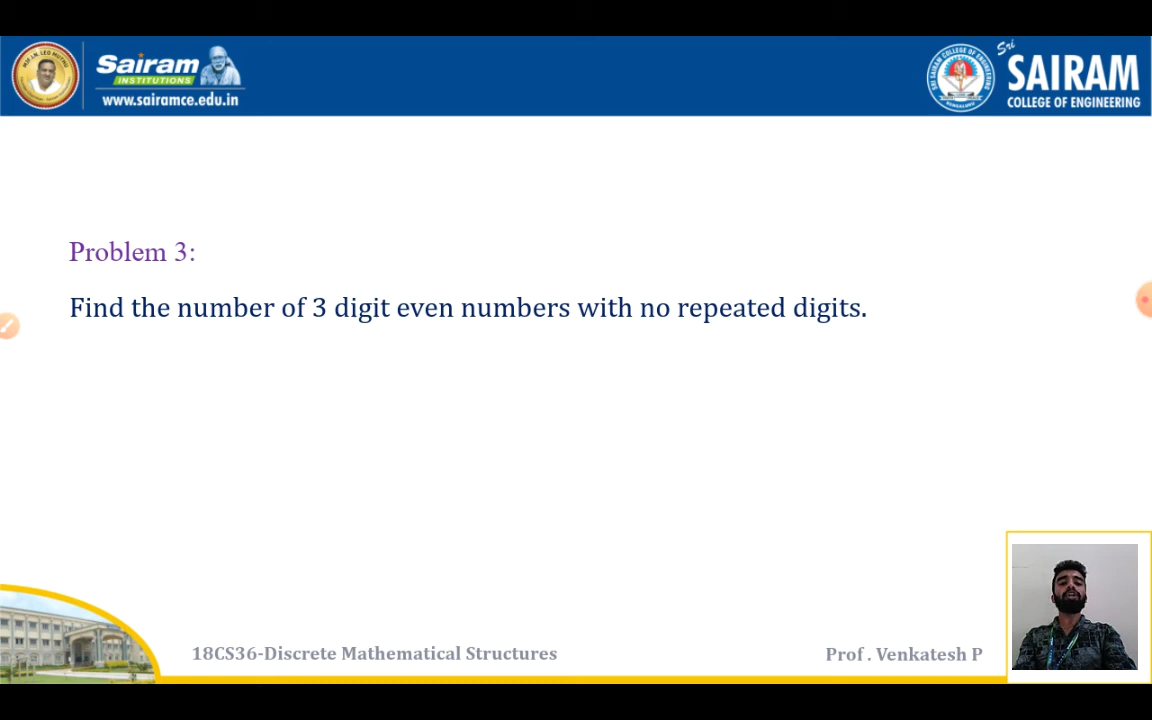 Sairam
INSTITUTIONS
www.sairamce.edu.in
Sri
SAIRAM
COLLEGE OF ENGINEERING
Problem 3:
Find the number of 3 digit even numbers with no repeated digits.
18CS36-Discrete Mathematical Structures
Prof . Venkatesh P